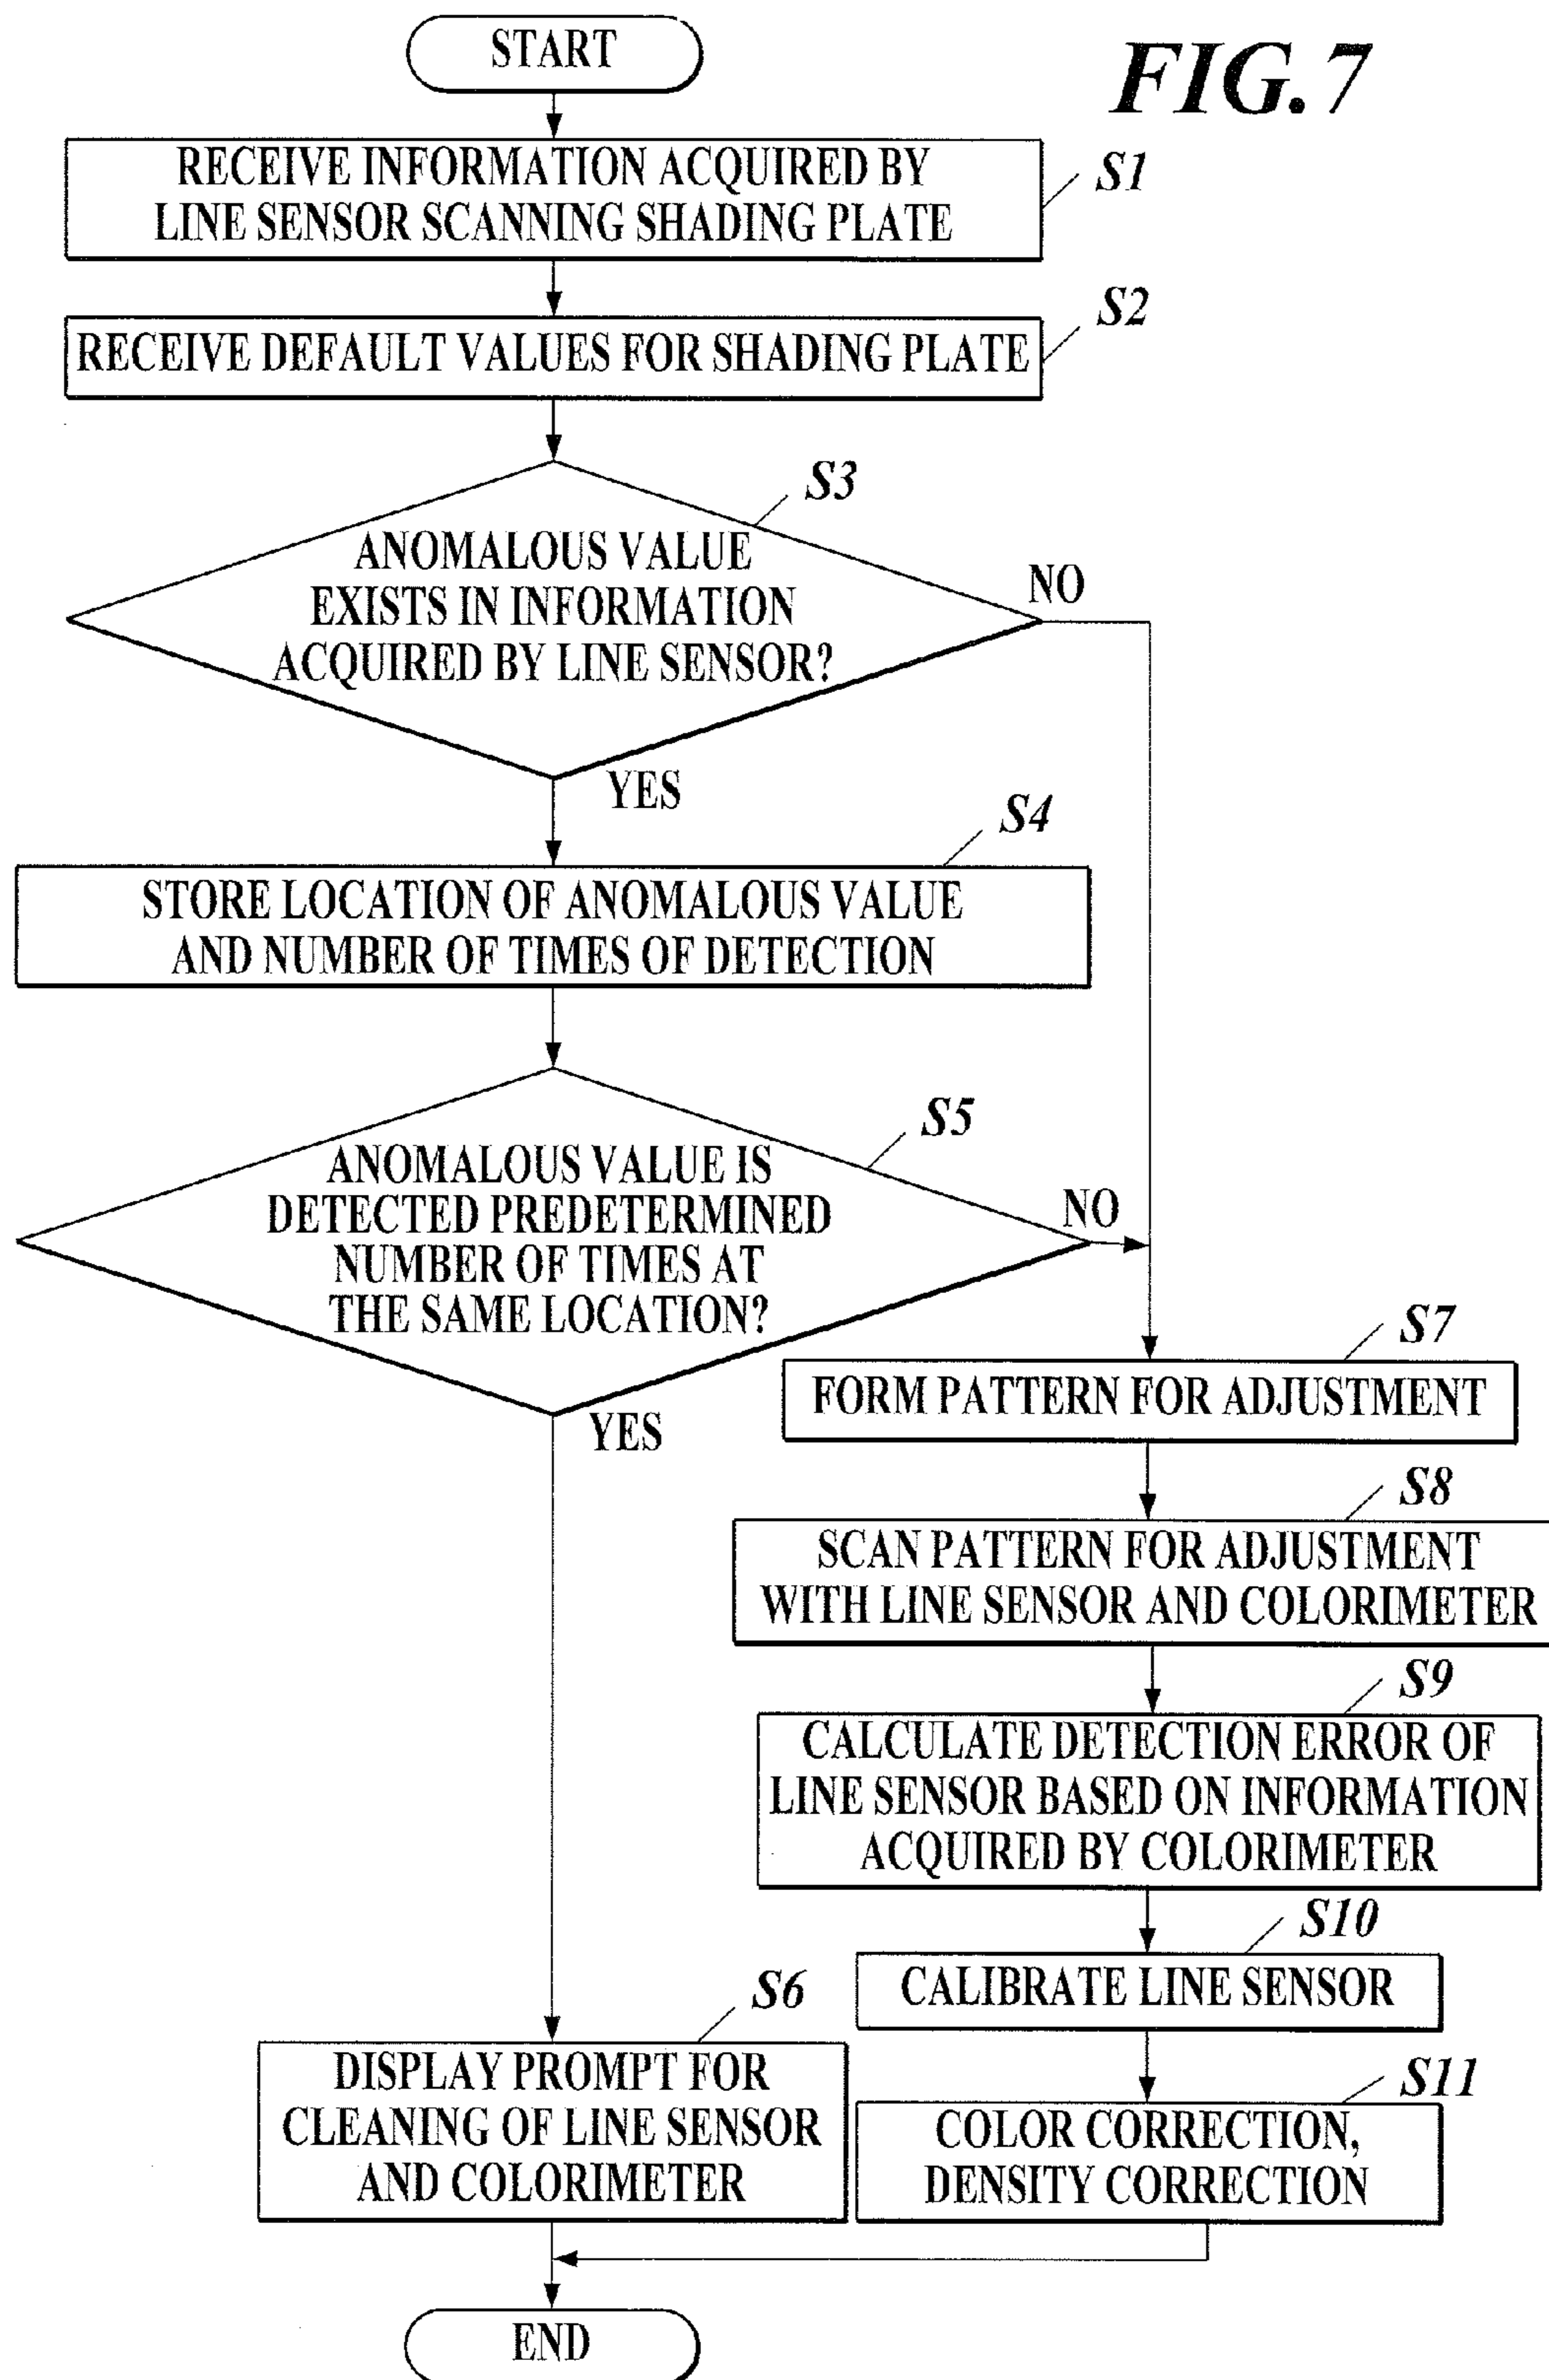 START
FIG. 7
RECEIVE INFORMATION ACQUIRED BY
LINE SENSOR SCANNING SHADING PLATE
S1
RECEIVE DEFAULT VALUES FOR SHADING PLATE
S2
S3
ANOMALOUS VALUE
EXISTS IN INFORMATION
ACQUIRED BY LINE SENSOR?
NO
YES
S4
STORE LOCATION OF ANOMALOUS VALUE
AND NUMBER OF TIMES OF DETECTION
S5
ANOMALOUS VALUE IS
DETECTED PREDETERMINED
NUMBER OF TIMES AT
THE SAME LOCATION?
NO
YES
S7
FORM PATTERN FOR ADJUSTMENT
S8
SCAN PATTERN FOR ADJUSTMENT
WITH LINE SENSOR AND COLORIMETER
S9
CALCULATE DETECTION ERROR OF
LINE SENSOR BASED ON INFORMATION
ACQUIRED BY COLORIMETER
S10
CALIBRATE LINE SENSOR
S6
DISPLAY PROMPT FOR
CLEANING OF LINE SENSOR
AND COLORIMETER
S11
COLOR CORRECTION,
DENSITY CORRECTION
END